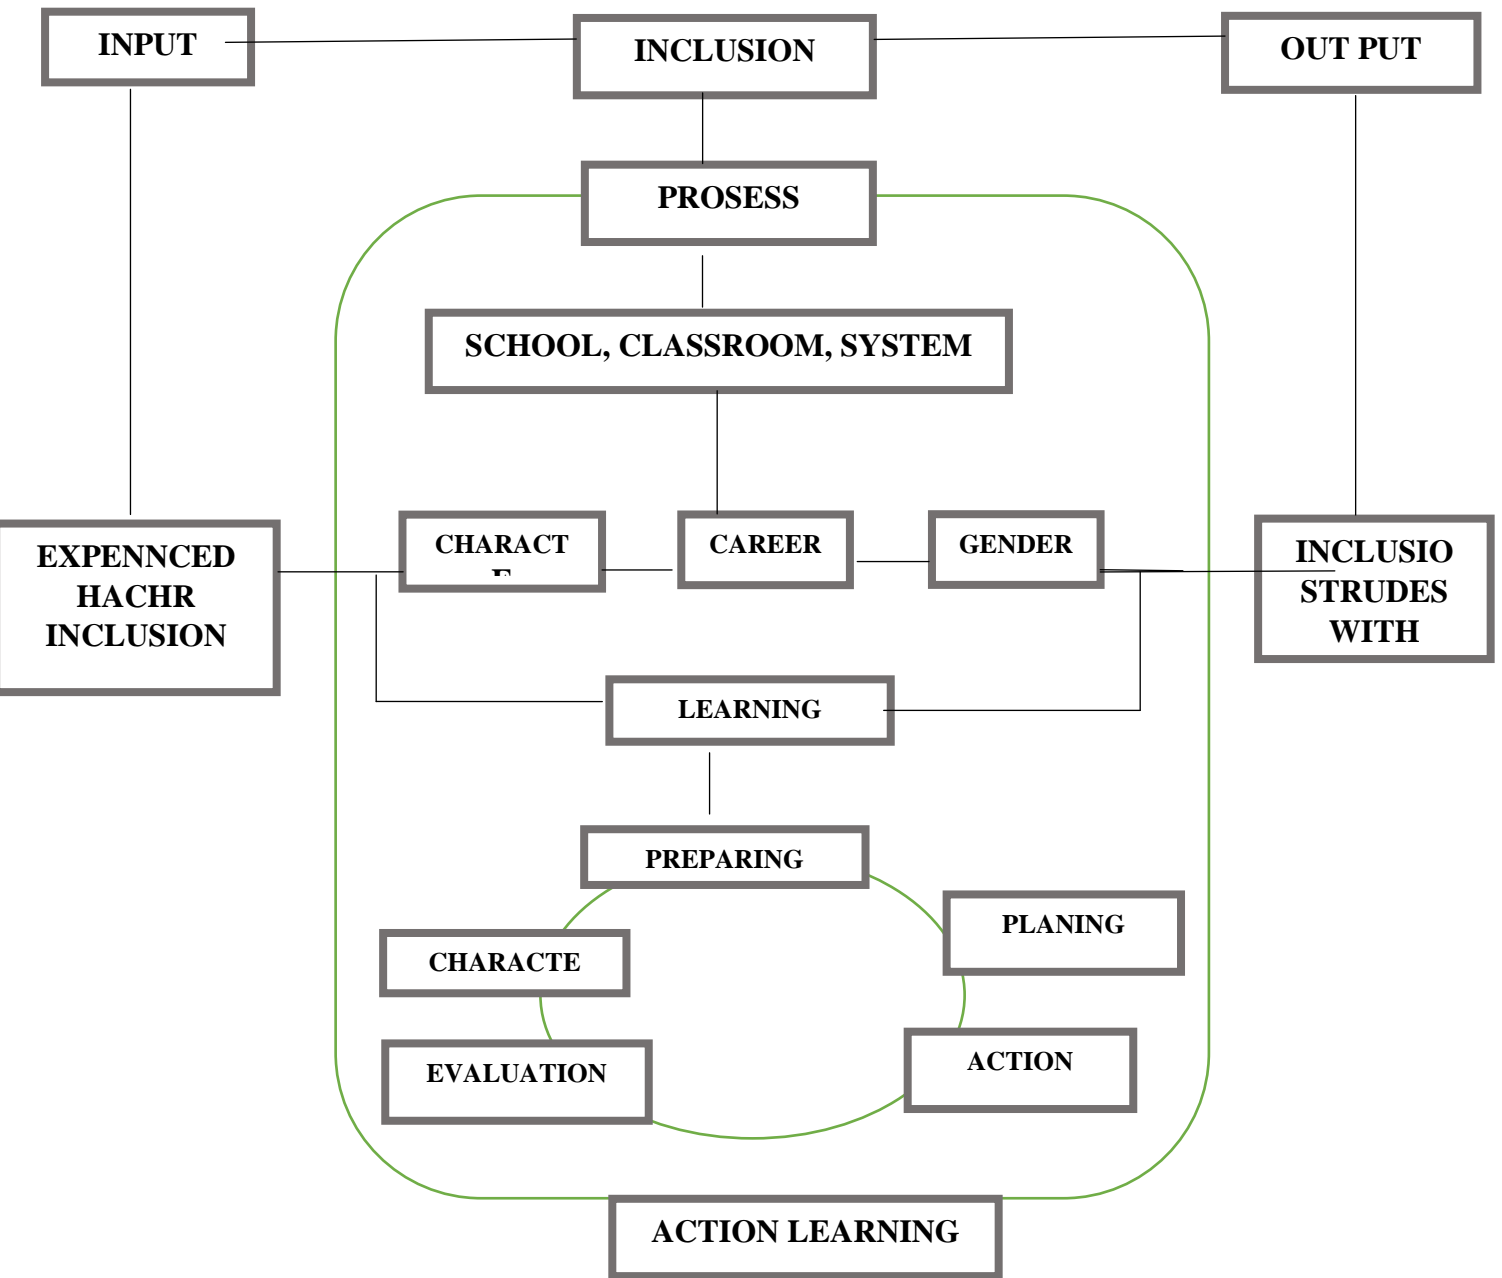 INPUT
INCLUSION
OUT PUT
PROSESS
SCHOOL, CLASSROOM, SYSTEM
EXPENNCED
HACHR
INCLUSION
CHARACT
CAREER
GENDER
INCLUSIO
STRUDES
WITH
LEARNING
PREPARING
PLANING
CHARACTE
ACTION
EVALUATION
ACTION LEARNING